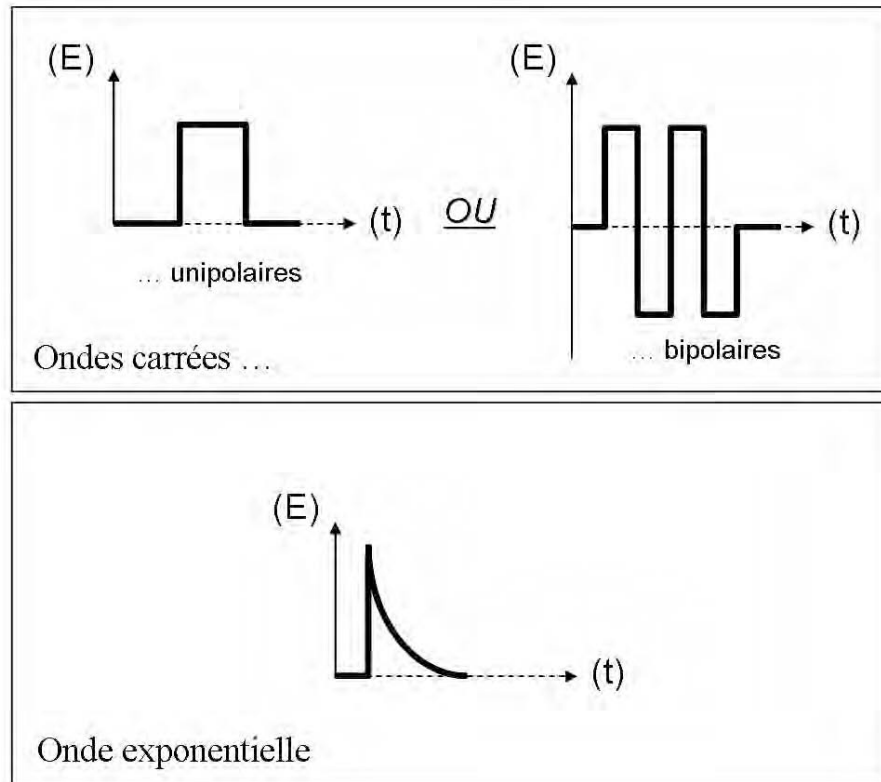 (E)
(t)
... unipolaires
OU
(E)
(t)
... bipolaires
Ondes carrées ...
(E)
(t)
Onde exponentielle